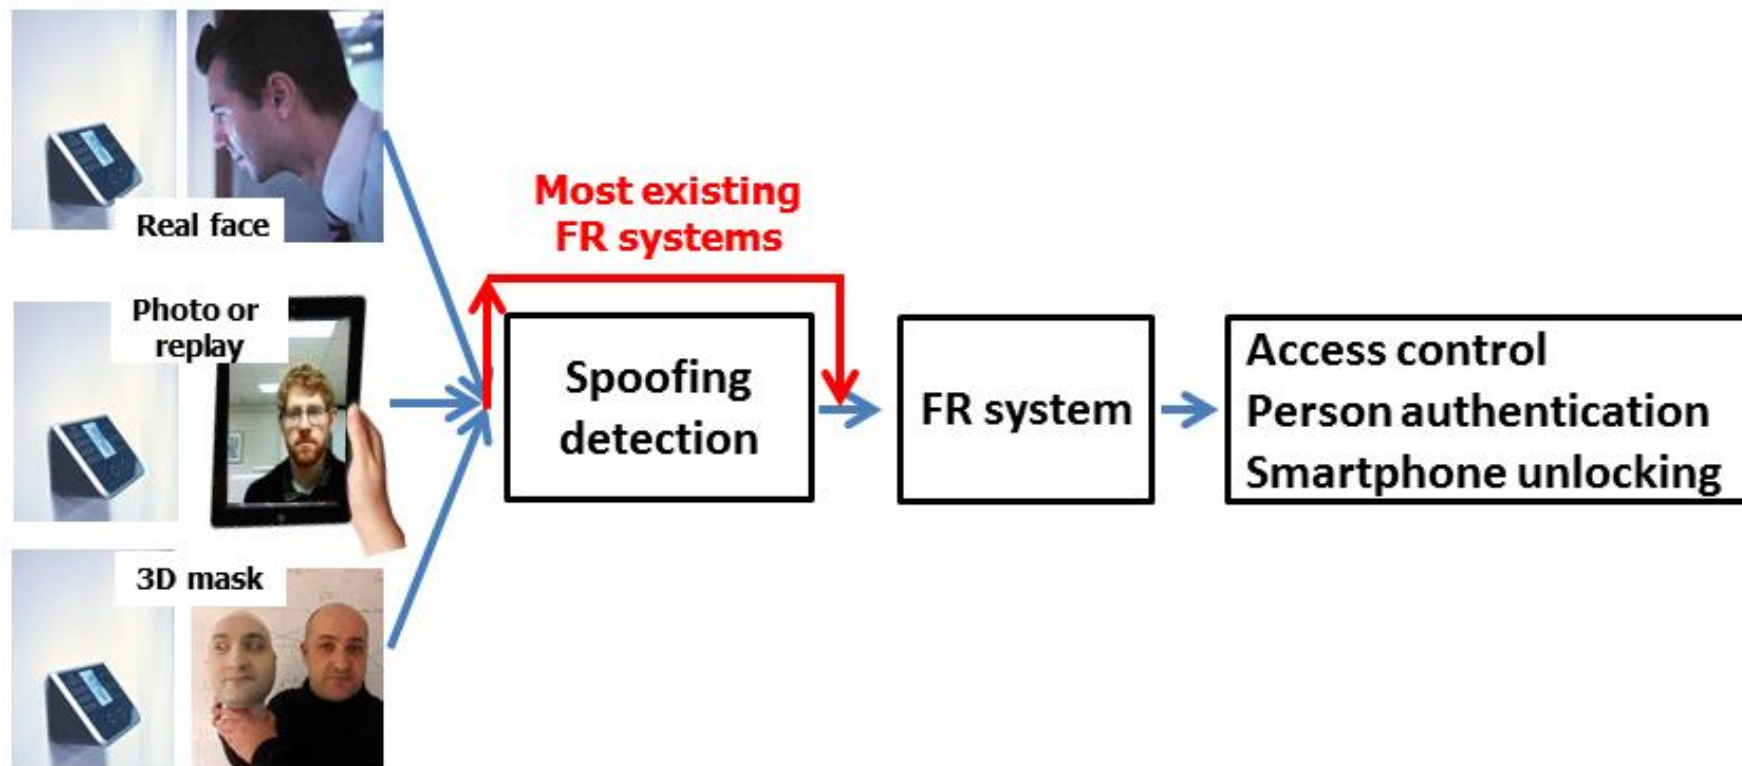 Real face
Photo or
replay
3D mask
Most existing
FR systems
Spoofing
detection
FR system
Access control
Person authentication
Smartphone unlocking